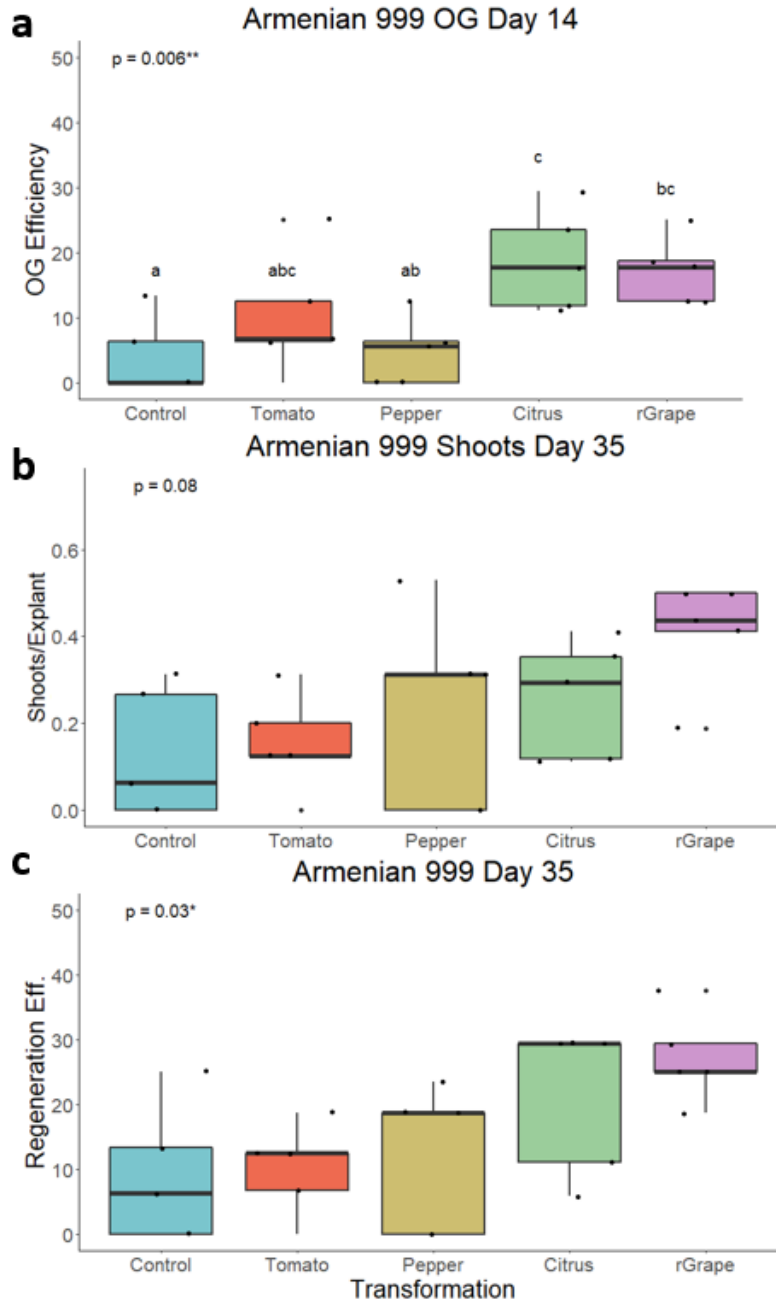 a
Armenian 999 OG Day 14
p = 0.006**
OG Efficiency
50
40
30
20
10
0
a
abc
ab
c
bc
Control Tomato Pepper Citrus rGrape
b
Armenian 999 Shoots Day 35
p = 0.08
Shoots/Explant
0.6
0.4
0.2
0.0
Control Tomato Pepper Citrus rGrape
c
Armenian 999 Day 35
p = 0.03*
Regeneration Eff.
50
40
30
20
10
0
Control Tomato Pepper Citrus rGrape
Transformation